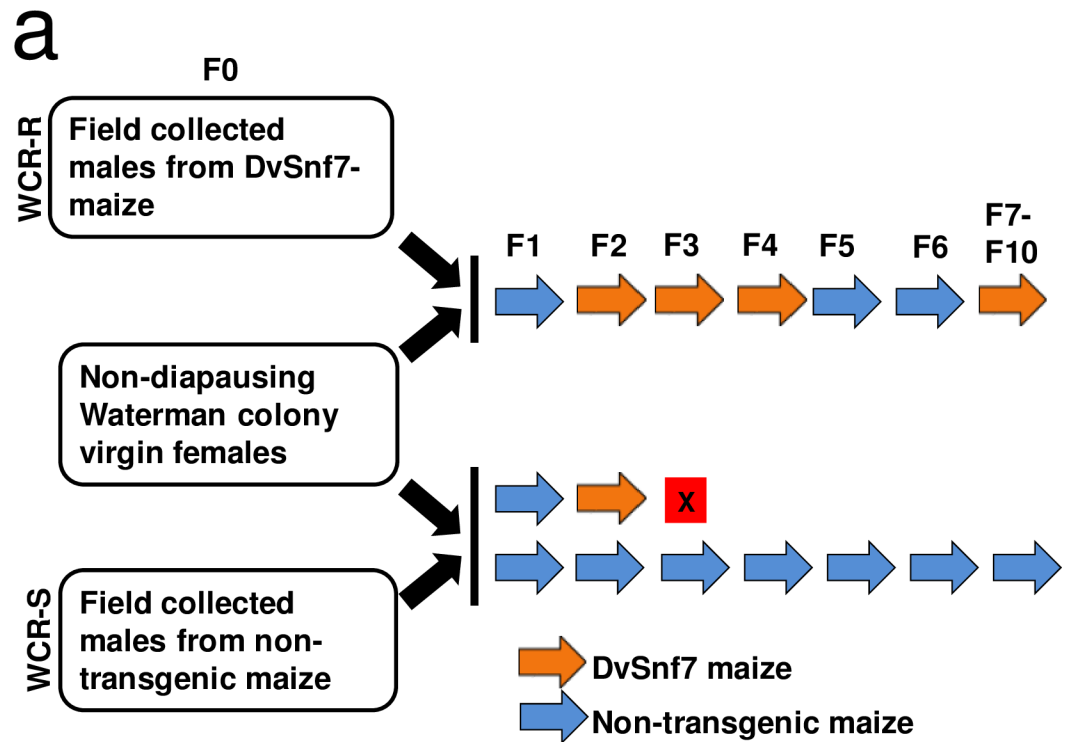 a
F0
WCR-R
Field collected
males from DvSnf7-
maize
F7-
F10
F1 F2 F3 F4 F5 F6
Non-diapausing
Waterman colony
virgin females
X
WCR-S
Field collected
males from non-
transgenic maize
DvSnf7 maize
Non-transgenic maize